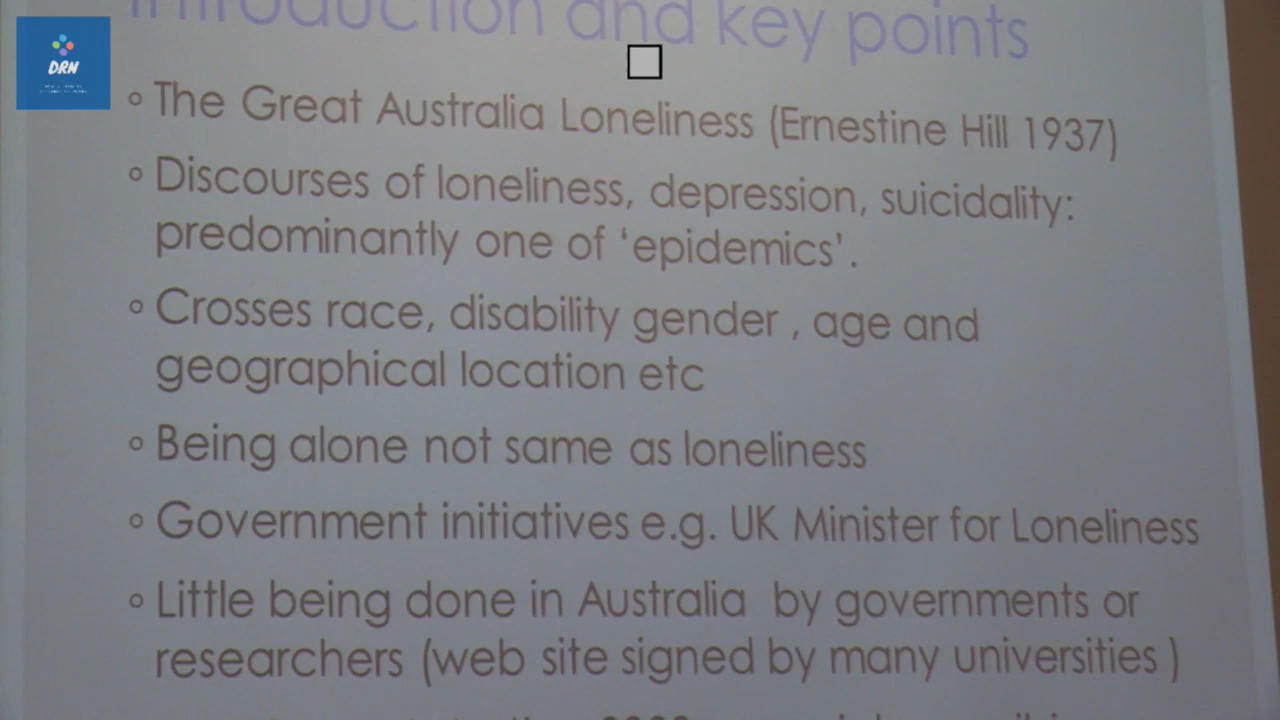 Introduction and key points
DRN
The Great Australia Loneliness (Ernestine Hill 1937)
Discourses of loneliness, depression, suicidality:
predominantly one of ‘epidemics’.
Crosses race, disability gender , age and
geographical location etc
Being alone not same as loneliness
Government initiatives e.g. UK Minister for Loneliness
Little being done in Australia by governments or
researchers (web site signed by many universities )